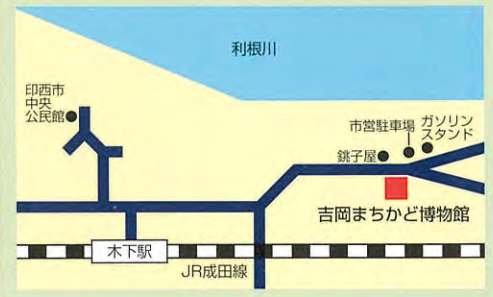 利根川
印西市
中央
公民館
市営駐車場
ガソリン
スタンド
銚子屋
吉岡まちかど博物館
木下駅
JR成田線